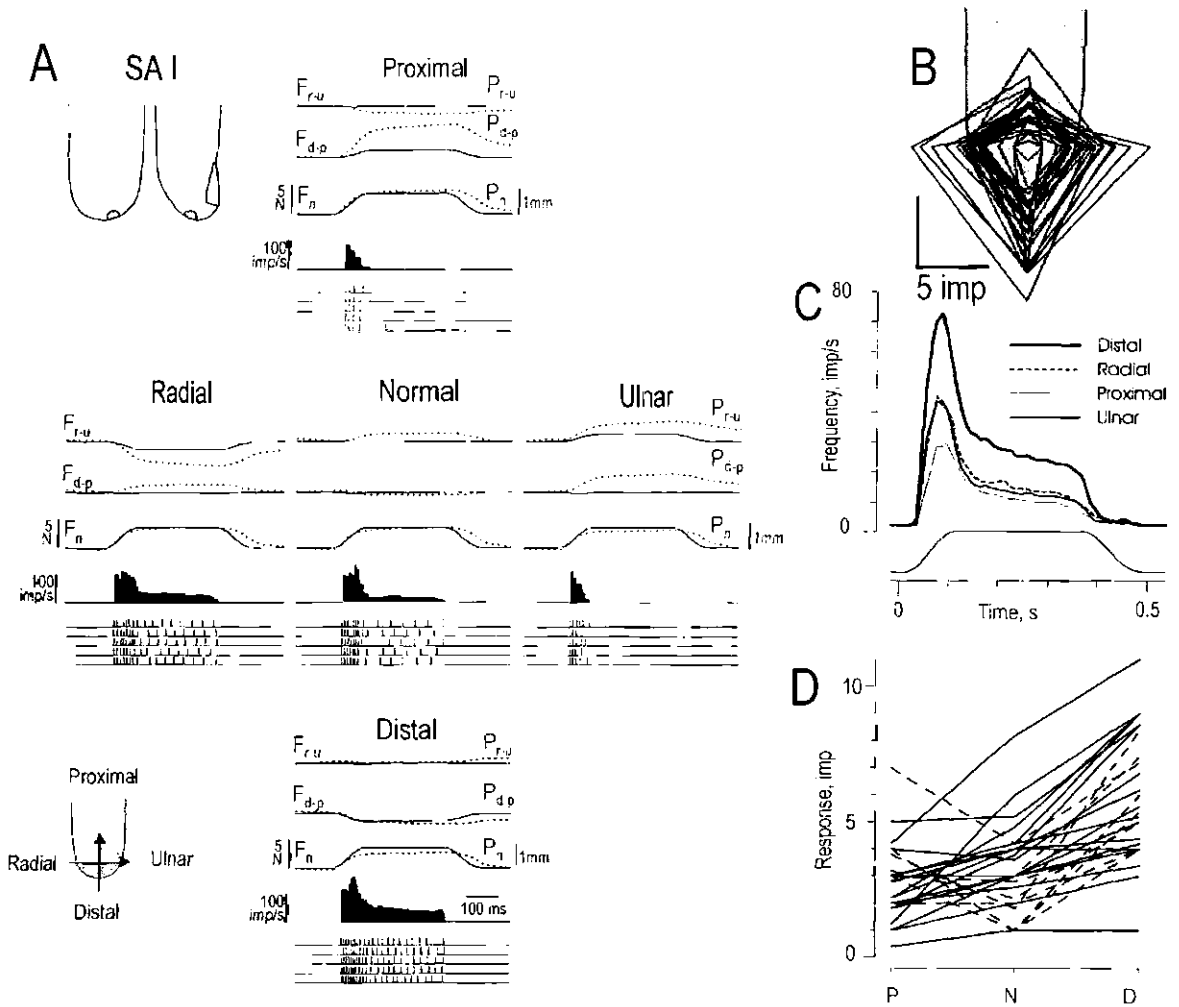 A
SA I
Proximal
F r-u
P r-u
F d-p
P d-p
5 N
F n
P n
1mm
100 imp/s
Radial
Normal
Ulnar
F r-u
P r-u
F d-p
P d-p
5 N
F n
P n
1mm
100 imp/s
Distal
F r-u
P r-u
F d-p
P d-p
5 N
F n
P n
1mm
100 imp/s
100 ms
Proximal
Radial
Ulnar
Distal
B
5 imp
C
80
Frequency, imp/s
0
Distal
Radial
Proximal
Ulnar
0
Time, s
0.5
D
10
Response, imp
5
0
P
N
D